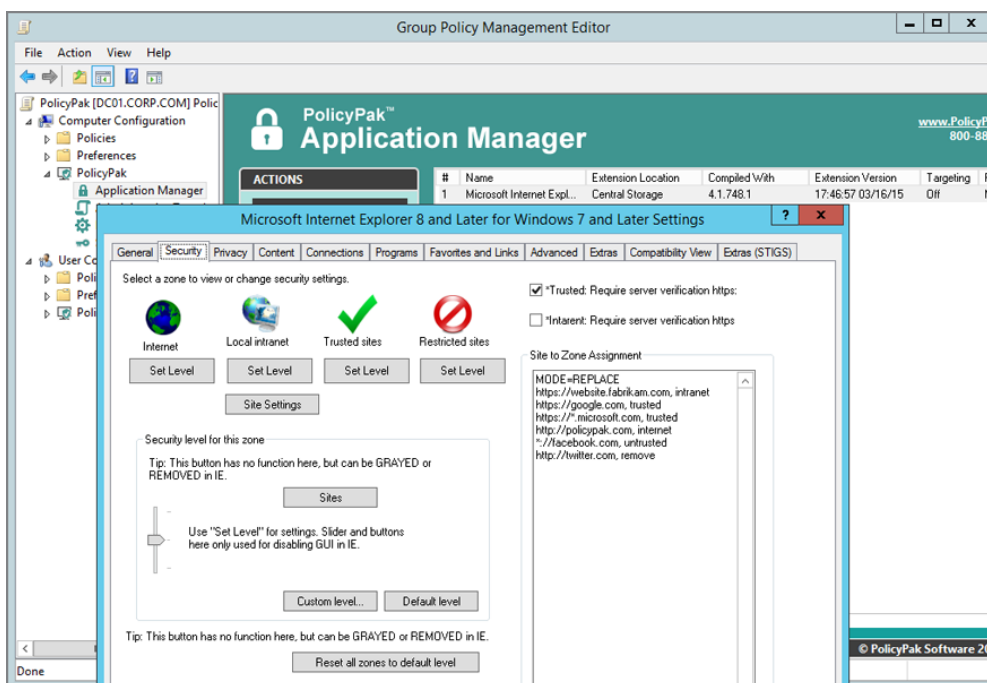 Group Policy Management Editor
File Action View Help
PolicyPak [DC01.CORP.COM] Polic
Computer Configuration
Policies
Preferences
PolicyPak
Application Manager
User Co
Poli
Pref
Poli
PolicyPak™
Application Manager
www.PolicyP
800-88
ACTIONS
# Name Extension Location Compiled With Extension Version Targeting
1 Microsoft Internet Expl... Central Storage 4.1.748.1 17:46:57 03/16/15 Off
Microsoft Internet Explorer 8 and Later for Windows 7 and Later Settings
? x
General Security Privacy Content Connections Programs Favorites and Links Advanced Extras Compatibility View Extras (STIGS)
Select a zone to view or change security settings.
Internet Local intranet Trusted sites Restricted sites
Set Level Set Level Set Level Set Level
Site Settings
Security level for this zone
Tip: This button has no function here, but can be GRAYED or
REMOVED in IE.
Sites
Use "Set Level" for settings. Slider and buttons
here only used for disabling GUI in IE.
Custom level... Default level
Tip: This button has no function here, but can be GRAYED or REMOVED in IE.
Reset all zones to default level
*Trusted: Require server verification https:
*Intarent: Require server verification https
Site to Zone Assignment
MODE=REPLACE
https://website.fabrikam.com, intranet
https://google.com, trusted
https://*.microsoft.com, trusted
http://policypak.com, internet
*://facebook.com, untrusted
http://twitter.com, remove
© PolicyPak Software 20
Done